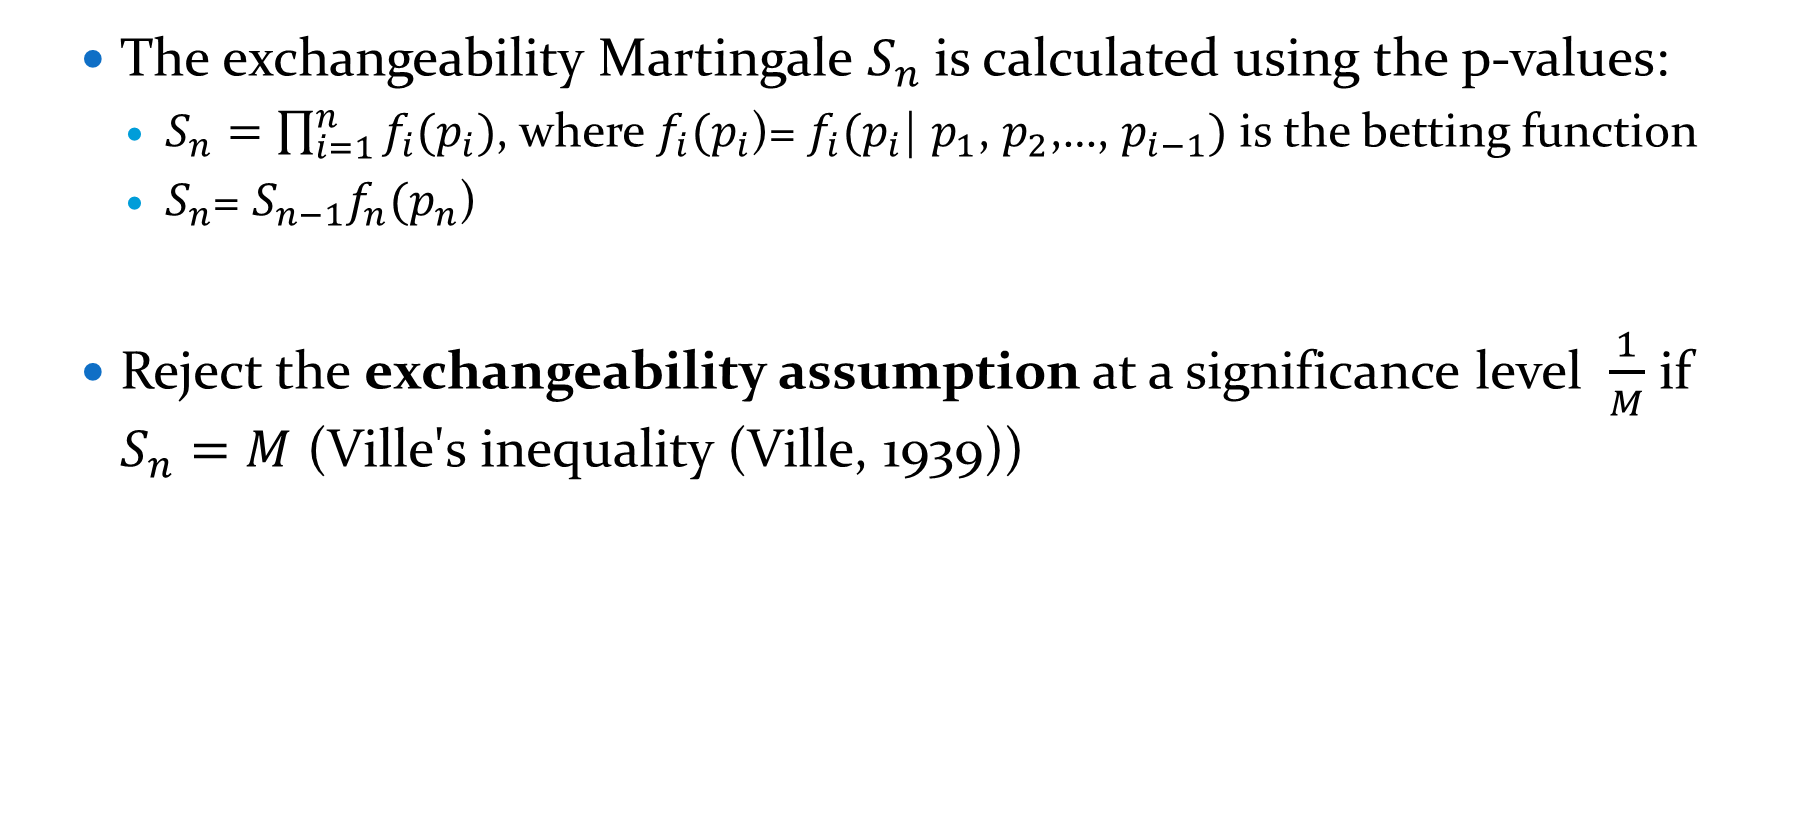 • The exchangeability Martingale Sₙ is calculated using the p-values:
• Sₙ = ∏ⁿᵢ₌₁ fᵢ(pᵢ), where fᵢ(pᵢ)= fᵢ(pᵢ| p₁, p₂,…, pᵢ₋₁) is the betting function
• Sₙ= Sₙ₋₁fₙ(pₙ)
• Reject the exchangeability assumption at a significance level 1/M if
Sₙ = M (Ville's inequality (Ville, 1939))